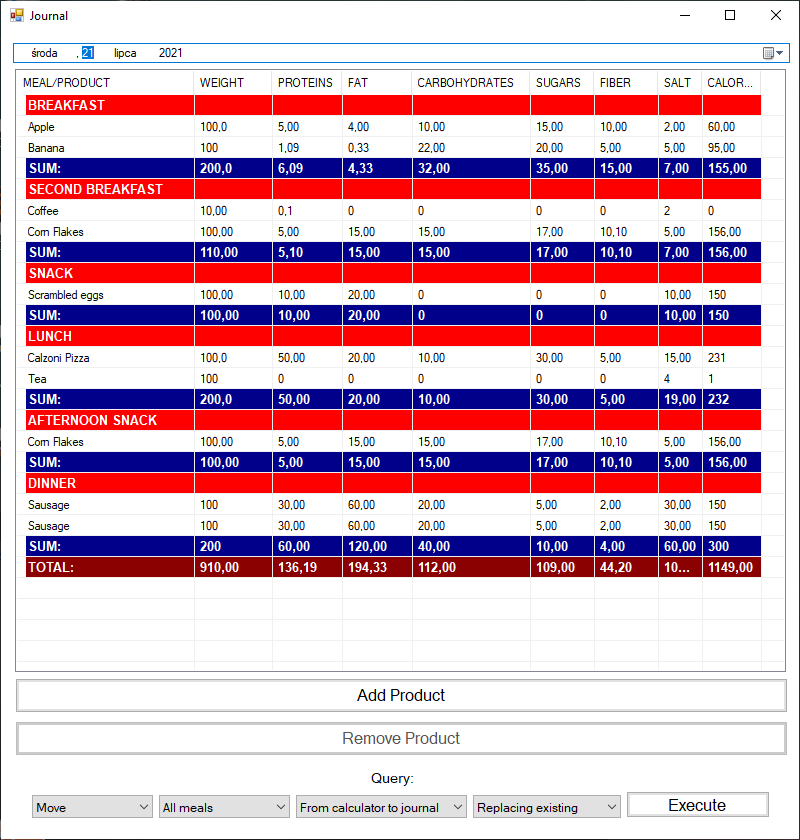 Journal
środa , 21 lipca 2021
MEAL/PRODUCT WEIGHT PROTEINS FAT CARBOHYDRATES SUGARS FIBER SALT CALOR...
BREAKFAST
Apple 100,0 5,00 4,00 10,00 15,00 10,00 2,00 60,00
Banana 100 1,09 0,33 22,00 20,00 5,00 5,00 95,00
SUM: 200,0 6,09 4,33 32,00 35,00 15,00 7,00 155,00
SECOND BREAKFAST
Coffee 10,00 0,1 0 0 0 0 2 0
Corn Flakes 100,00 5,00 15,00 15,00 17,00 10,10 5,00 156,00
SUM: 110,00 5,10 15,00 15,00 17,00 10,10 7,00 156,00
SNACK
Scrambled eggs 100,00 10,00 20,00 0 0 0 10,00 150
SUM: 100,00 10,00 20,00 0 0 0 10,00 150
LUNCH
Calzoni Pizza 100,0 50,00 20,00 10,00 30,00 5,00 15,00 231
Tea 100 0 0 0 0 0 4 1
SUM: 200,0 50,00 20,00 10,00 30,00 5,00 19,00 232
AFTERNOON SNACK
Corn Flakes 100,00 5,00 15,00 15,00 17,00 10,10 5,00 156,00
SUM: 100,00 5,00 15,00 15,00 17,00 10,10 5,00 156,00
DINNER
Sausage 100 30,00 60,00 20,00 5,00 2,00 30,00 150
Sausage 100 30,00 60,00 20,00 5,00 2,00 30,00 150
SUM: 200 60,00 120,00 40,00 10,00 4,00 60,00 300
TOTAL: 910,00 136,19 194,33 112,00 109,00 44,20 10... 1149,00
Add Product
Remove Product
Query:
Move All meals From calculator to journal Replacing existing Execute